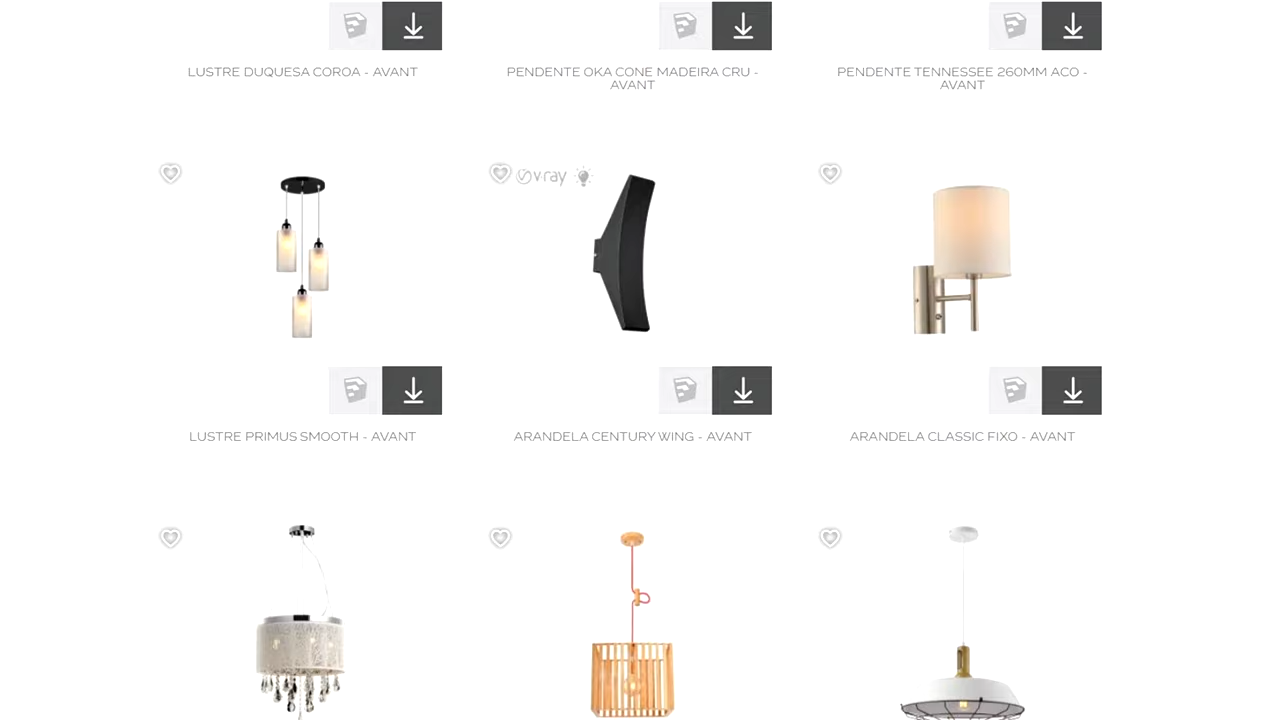 LUSTRE DUQUESA COROA - AVANT
PENDENTE OKA CONE MADEIRA CRU -
AVANT
PENDENTE TENNESSEE 260MM ACO -
AVANT
vray
LUSTRE PRIMUS SMOOTH - AVANT
ARANDELA CENTURY WING - AVANT
ARANDELA CLASSIC FIXO - AVANT